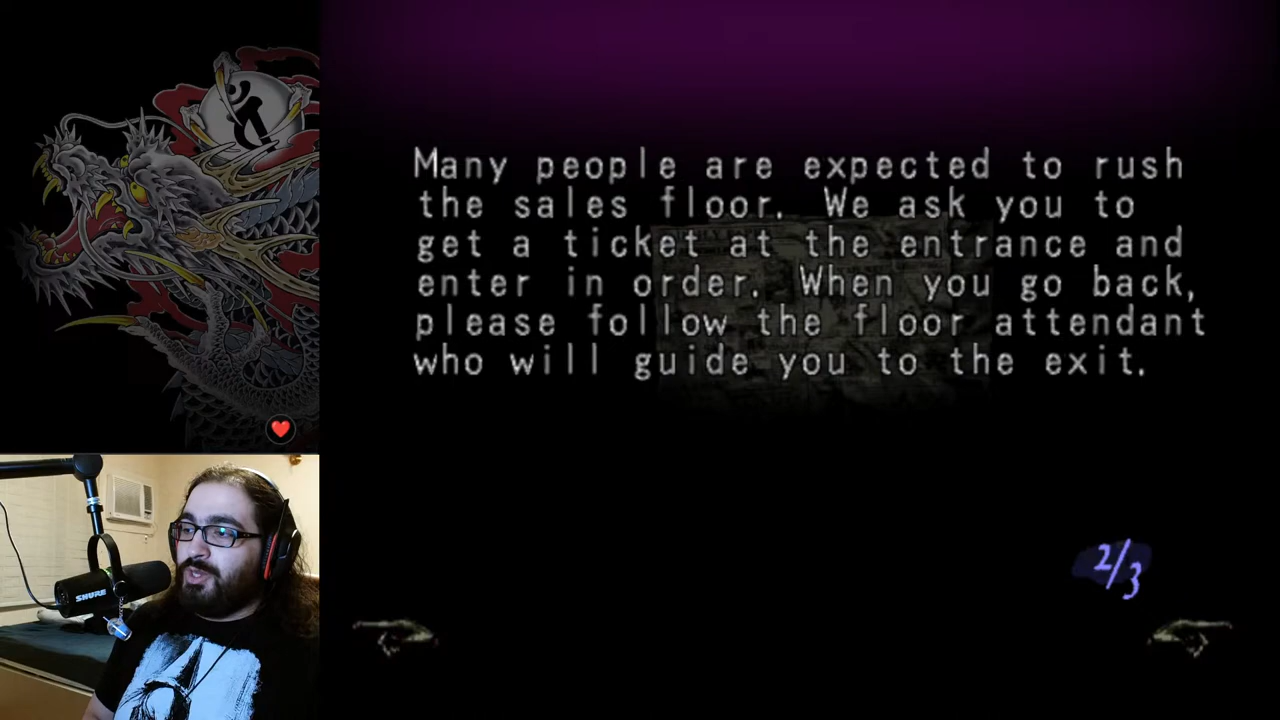 Many people are expected to rush
the sales floor. We ask you to
get a ticket at the entrance and
enter in order. When you go back,
please follow the floor attendant
who will guide you to the exit.
2/3
SHURE